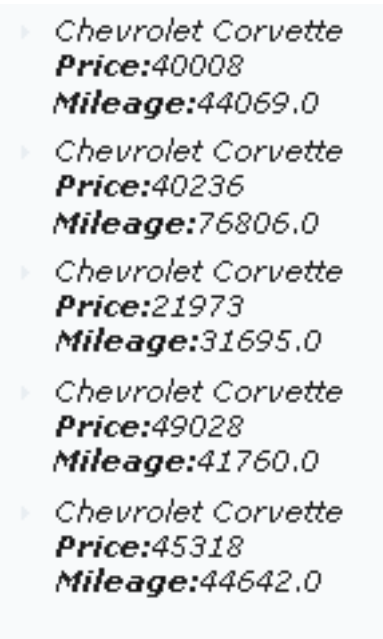 Chevrolet Corvette
Price:40008
Mileage:44069.0
Chevrolet Corvette
Price:40236
Mileage:76806.0
Chevrolet Corvette
Price:21973
Mileage:31695.0
Chevrolet Corvette
Price:49028
Mileage:41760.0
Chevrolet Corvette
Price:45318
Mileage:44642.0